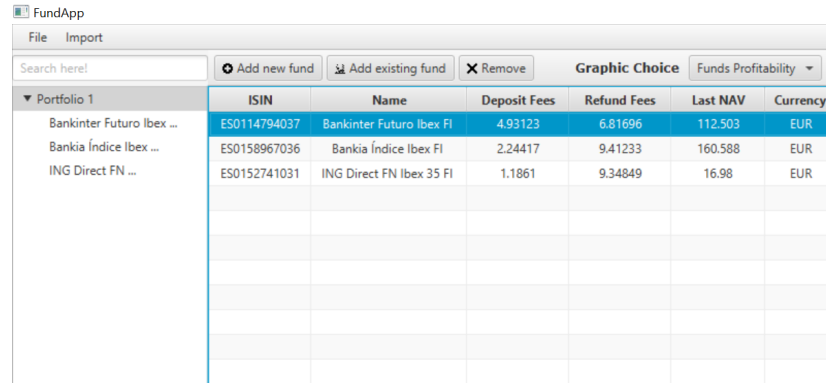 FundApp
File Import
Search here! Add new fund Add existing fund Remove Graphic Choice Funds Profitability
Portfolio 1
Bankinter Futuro Ibex ...
Bankia Índice Ibex ...
ING Direct FN ...
ISIN Name Deposit Fees Refund Fees Last NAV Currency
ES0114794037 Bankinter Futuro Ibex FI 4.93123 6.81696 112.503 EUR
ES0158967036 Bankia Índice Ibex FI 2.24417 9.41233 160.588 EUR
ES0152741031 ING Direct FN Ibex 35 FI 1.1861 9.34849 16.98 EUR